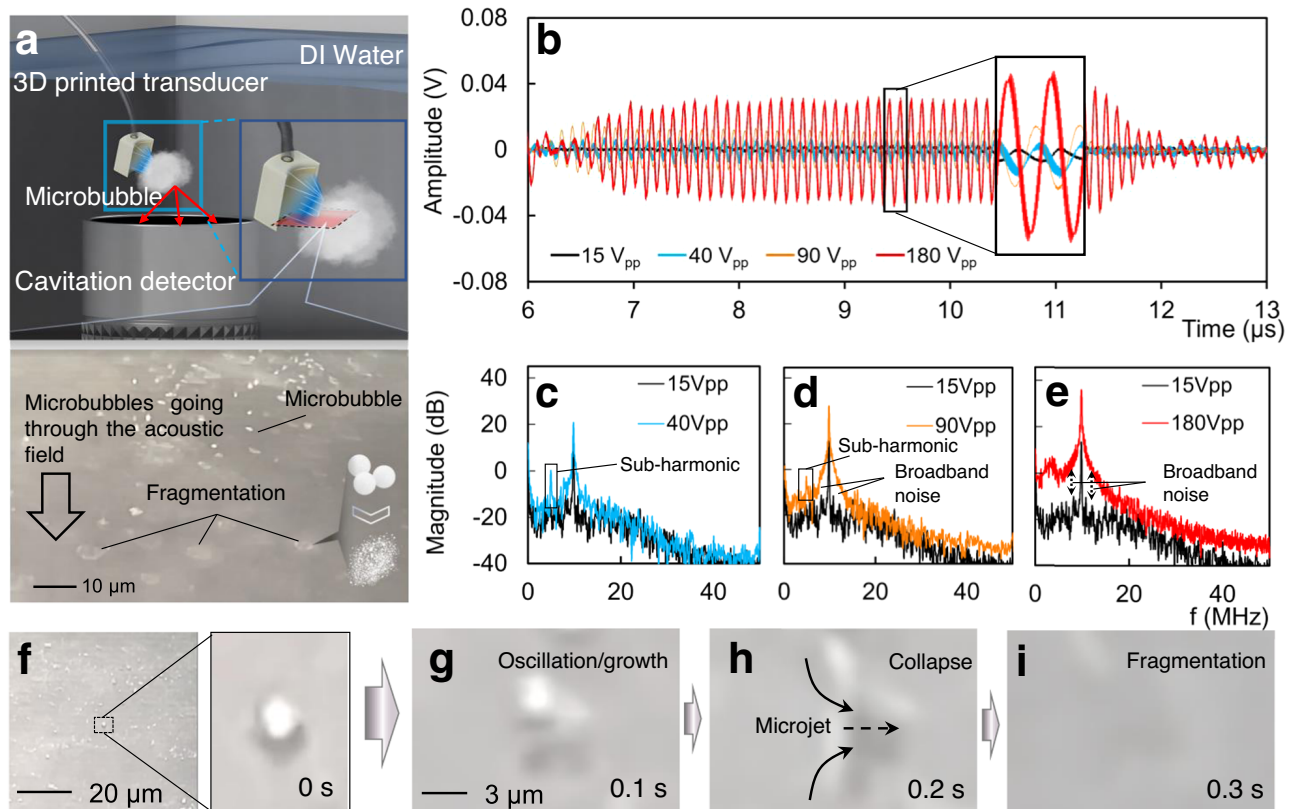 a
DI Water
3D printed transducer
Microbubble
Cavitation detector
Microbubbles going
through the acoustic
field
Microbubble
Fragmentation
10 µm
b
Amplitude (V)
0.08
0.04
0
-0.04
-0.08
15 Vpp
40 Vpp
90 Vpp
180 Vpp
6 7 8 9 10 11 12 13
Time (µs)
c
Magnitude (dB)
40
20
0
-20
-40
15Vpp
40Vpp
Sub-harmonic
0 20 40
d
15Vpp
90Vpp
Sub-harmonic
Broadband
noise
0 20 40
e
15Vpp
180Vpp
Broadband
noise
0 20 40
f (MHz)
f
20 µm
0 s
g
Oscillation/growth
3 µm
0.1 s
h
Collapse
Microjet
0.2 s
i
Fragmentation
0.3 s